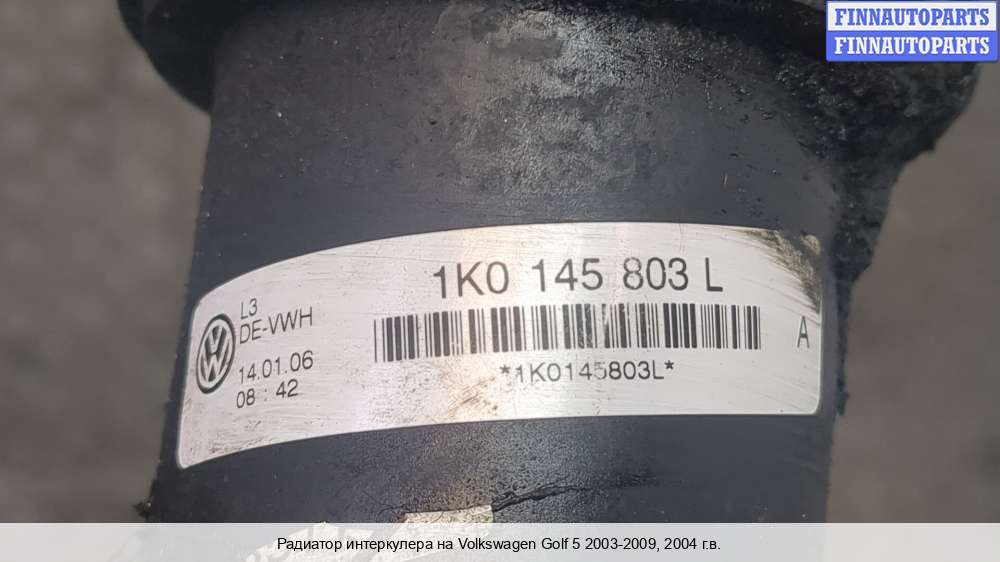 FINNAUTOPARTS
FINNAUTOPARTS
1K0 145 803 L
L3
DE-VWH
14.01.06
08 : 42
A
*1K0145803L*
Радиатор интеркулера на Volkswagen Golf 5 2003-2009, 2004 г.в.